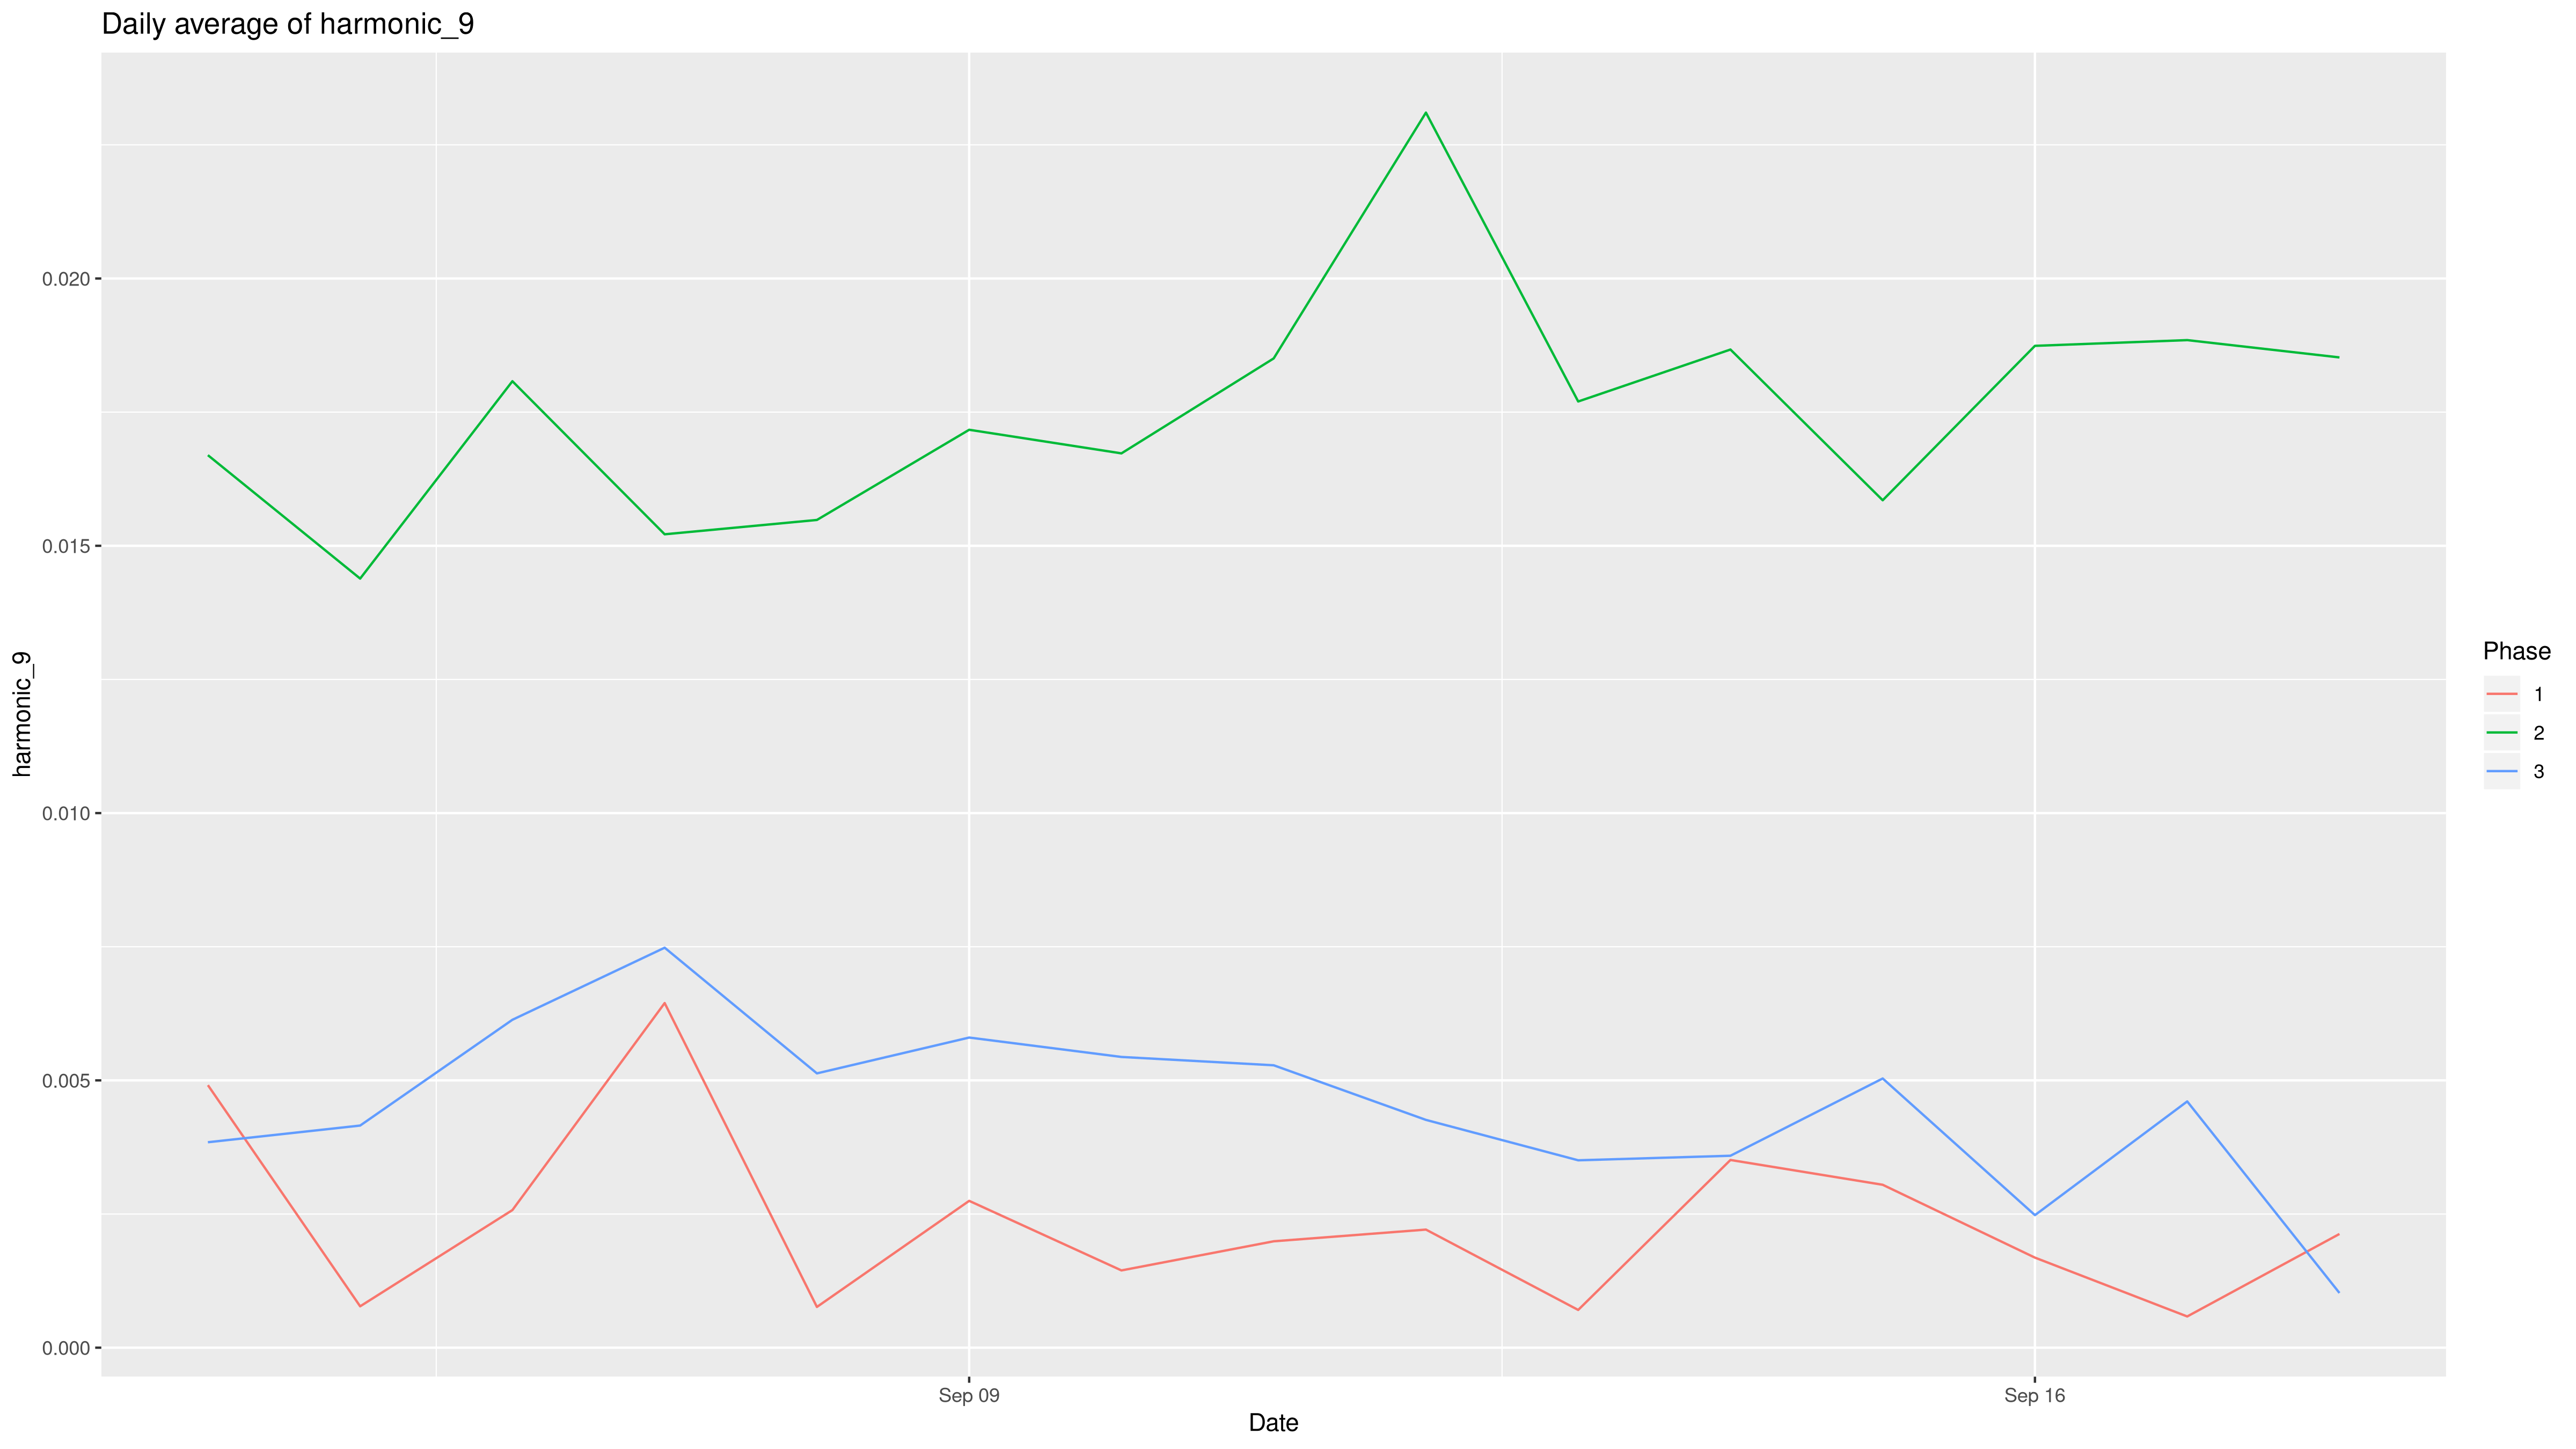 Daily average of harmonic_9
harmonic_9
0.020
0.015
0.010
0.005
0.000
Sep 09
Sep 16
Date
Phase
1
2
3